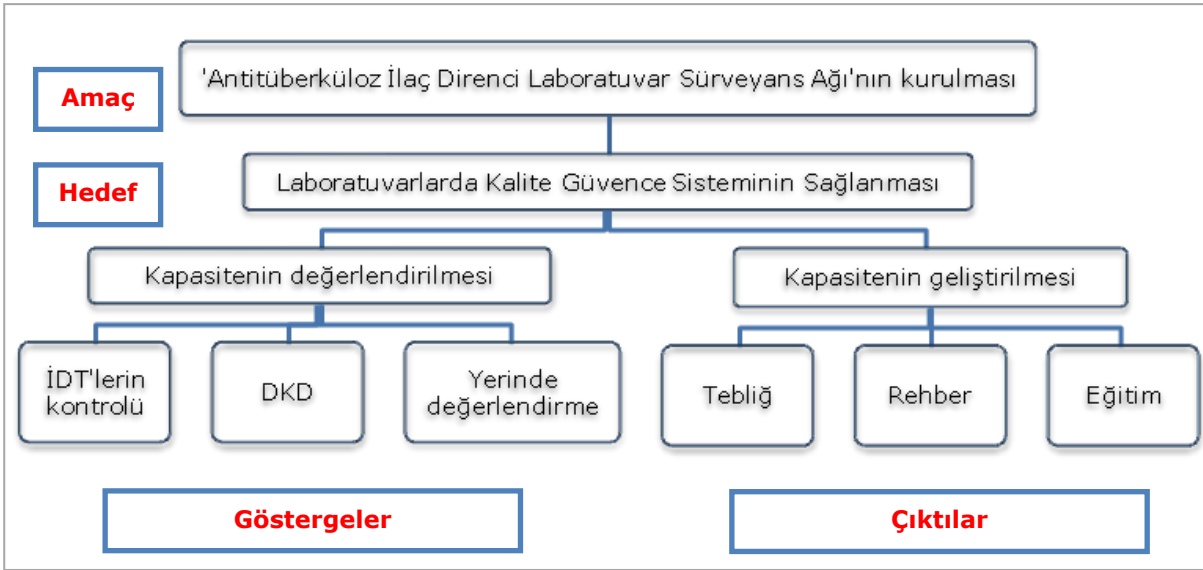 Amaç
'Antitüberküloz İlaç Direnci Laboratuvar Sürveyans Ağı'nın kurulması
Hedef
Laboratuvarlarda Kalite Güvence Sisteminin Sağlanması
Kapasitenin değerlendirilmesi
Kapasitenin geliştirilmesi
İDT'lerin
kontrolü
DKD
Yerinde
değerlendirme
Tebliğ
Rehber
Eğitim
Göstergeler
Çıktılar